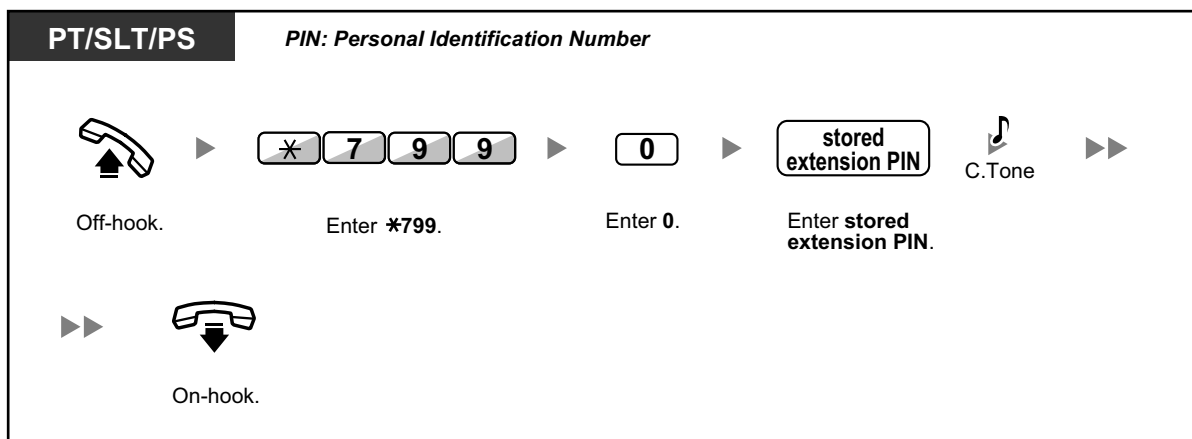 PT/SLT/PS
PIN: Personal Identification Number
* 7 9 9
0
stored
extension PIN
C.Tone
Off-hook.
Enter *799.
Enter 0.
Enter stored
extension PIN.
On-hook.